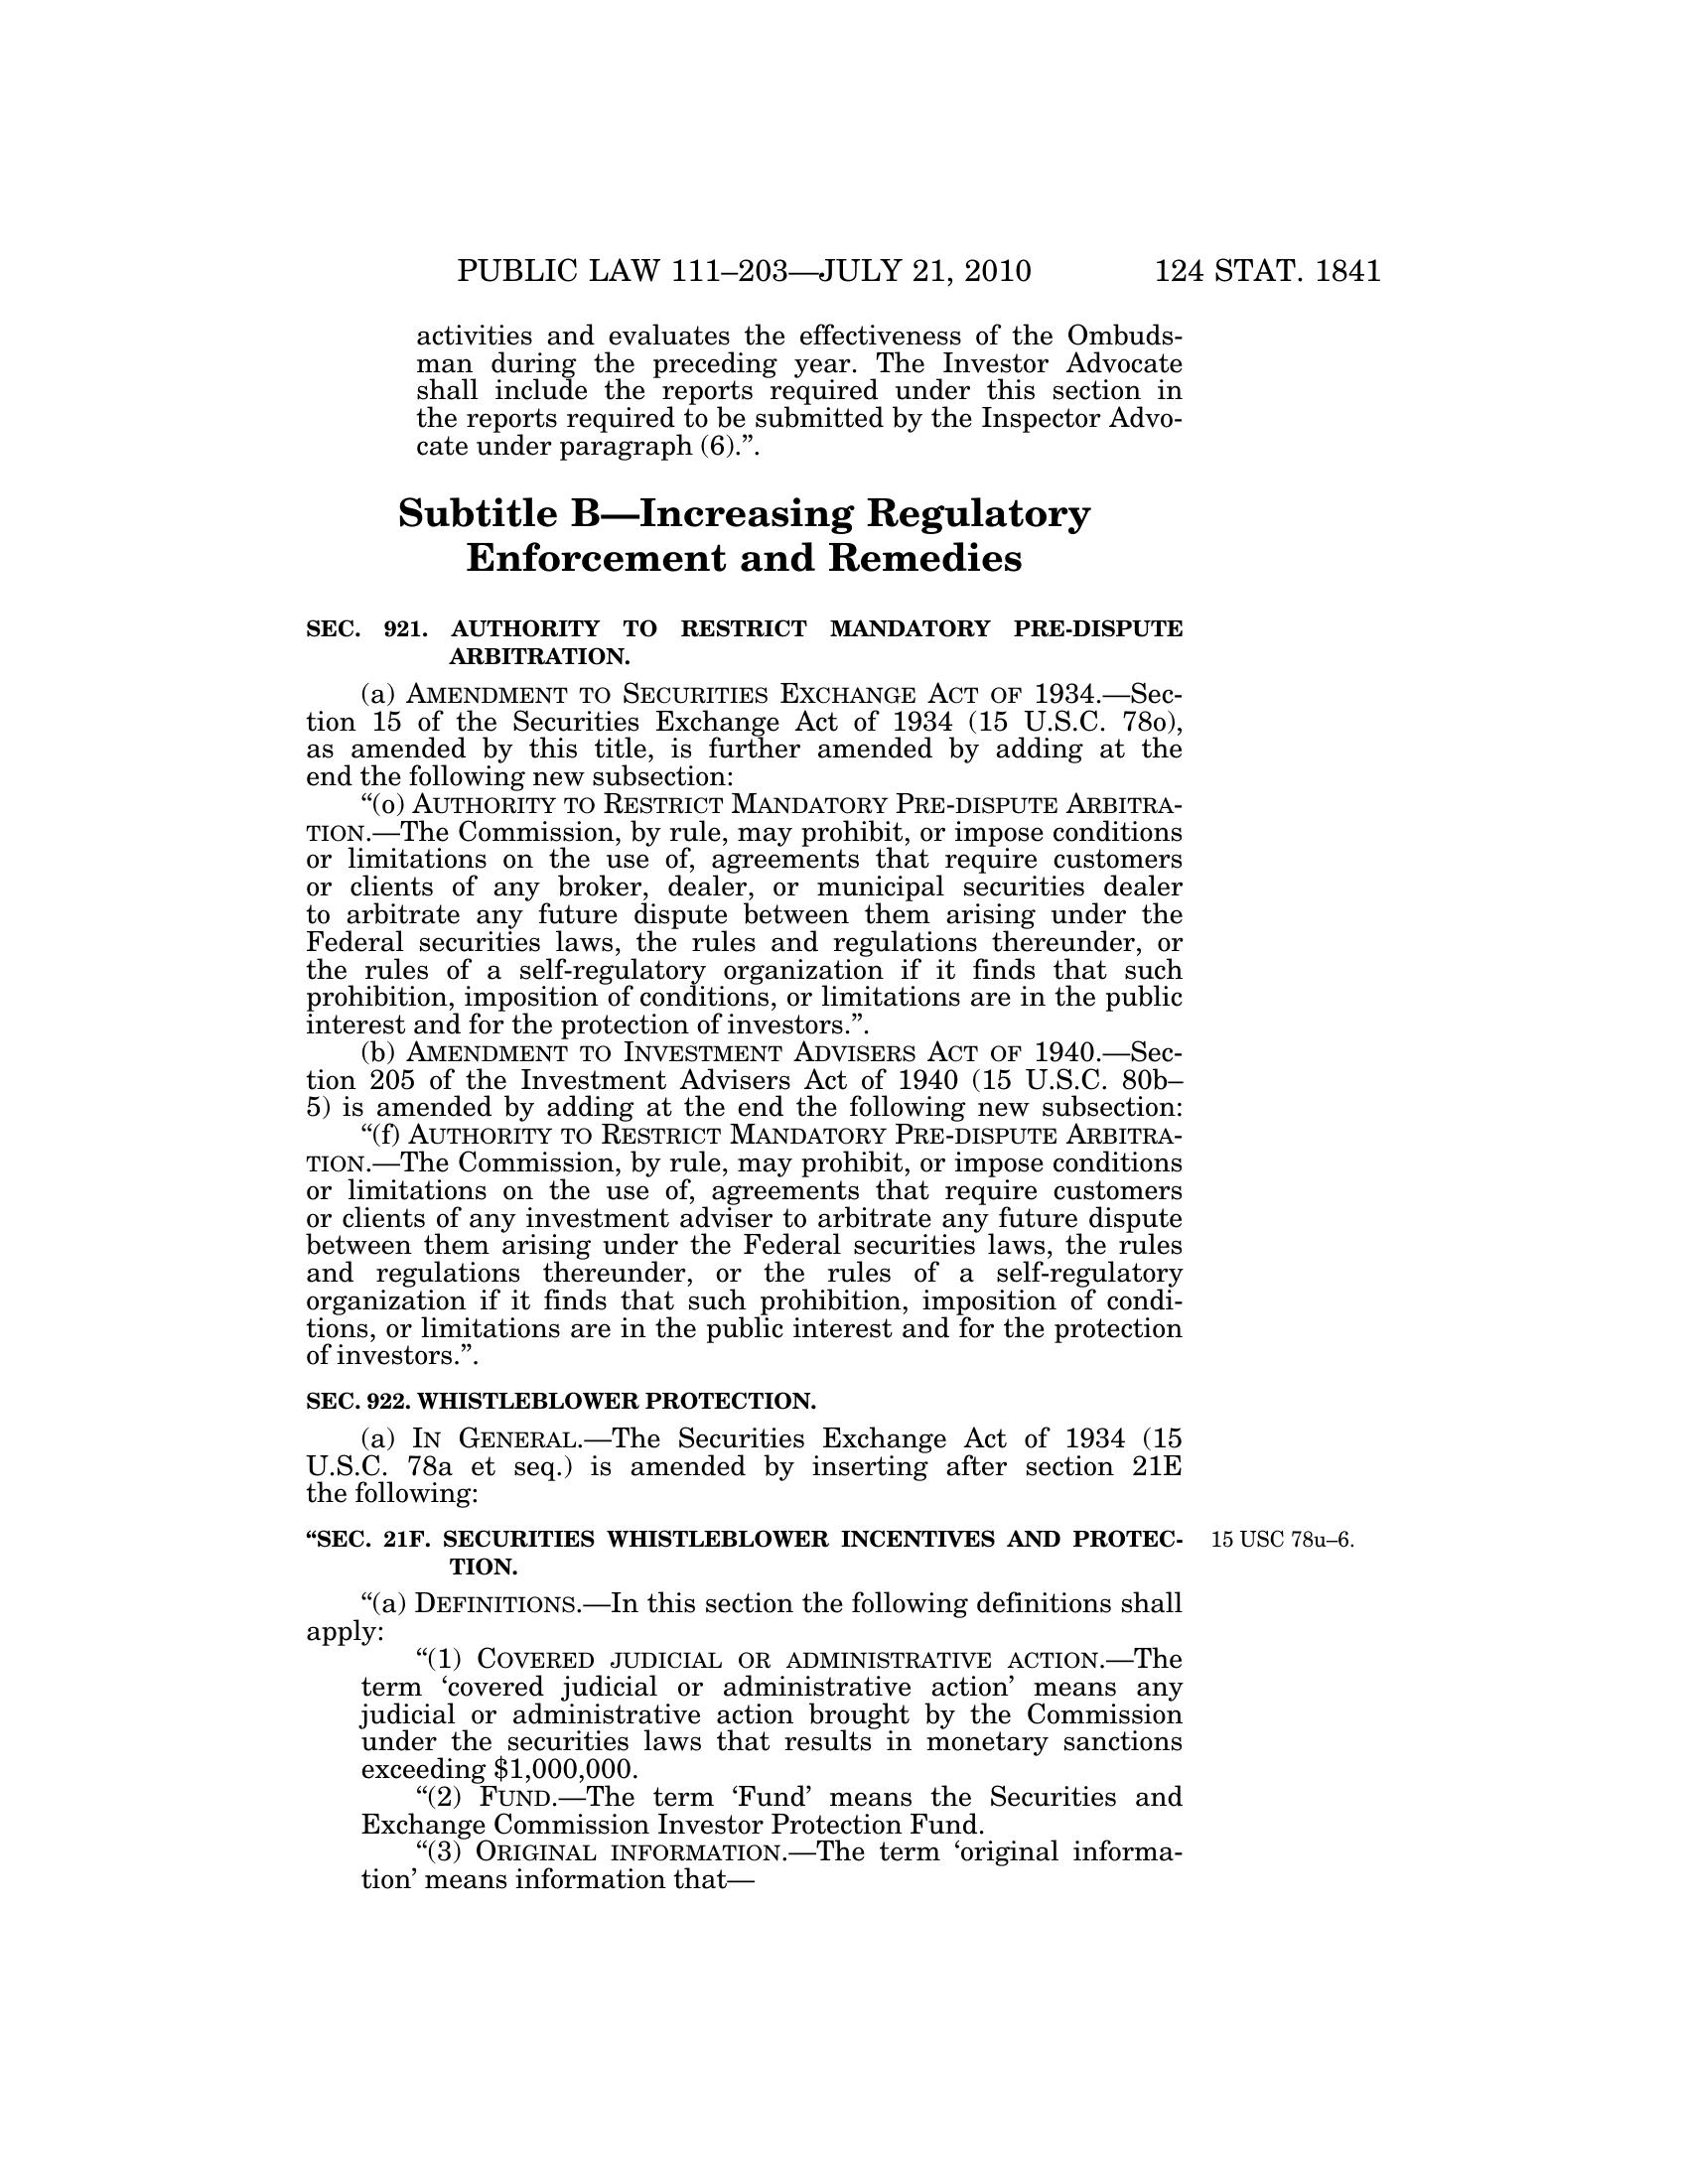 PUBLIC LAW 111–203—JULY 21, 2010 124 STAT. 1841
activities and evaluates the effectiveness of the Ombuds-
man during the preceding year. The Investor Advocate
shall include the reports required under this section in
the reports required to be submitted by the Inspector Advo-
cate under paragraph (6).”.
Subtitle B—Increasing Regulatory
Enforcement and Remedies
SEC. 921. AUTHORITY TO RESTRICT MANDATORY PRE-DISPUTE
ARBITRATION.
(a) AMENDMENT TO SECURITIES EXCHANGE ACT OF 1934.—Sec-
tion 15 of the Securities Exchange Act of 1934 (15 U.S.C. 78o),
as amended by this title, is further amended by adding at the
end the following new subsection:
“(o) AUTHORITY TO RESTRICT MANDATORY PRE-DISPUTE ARBITRA-
TION.—The Commission, by rule, may prohibit, or impose conditions
or limitations on the use of, agreements that require customers
or clients of any broker, dealer, or municipal securities dealer
to arbitrate any future dispute between them arising under the
Federal securities laws, the rules and regulations thereunder, or
the rules of a self-regulatory organization if it finds that such
prohibition, imposition of conditions, or limitations are in the public
interest and for the protection of investors.”.
(b) AMENDMENT TO INVESTMENT ADVISERS ACT OF 1940.—Sec-
tion 205 of the Investment Advisers Act of 1940 (15 U.S.C. 80b–
5) is amended by adding at the end the following new subsection:
“(f) AUTHORITY TO RESTRICT MANDATORY PRE-DISPUTE ARBITRA-
TION.—The Commission, by rule, may prohibit, or impose conditions
or limitations on the use of, agreements that require customers
or clients of any investment adviser to arbitrate any future dispute
between them arising under the Federal securities laws, the rules
and regulations thereunder, or the rules of a self-regulatory
organization if it finds that such prohibition, imposition of condi-
tions, or limitations are in the public interest and for the protection
of investors.”.
SEC. 922. WHISTLEBLOWER PROTECTION.
(a) IN GENERAL.—The Securities Exchange Act of 1934 (15
U.S.C. 78a et seq.) is amended by inserting after section 21E
the following:
“SEC. 21F. SECURITIES WHISTLEBLOWER INCENTIVES AND PROTEC- 15 USC 78u–6.
TION.
“(a) DEFINITIONS.—In this section the following definitions shall
apply:
“(1) COVERED JUDICIAL OR ADMINISTRATIVE ACTION.—The
term ‘covered judicial or administrative action’ means any
judicial or administrative action brought by the Commission
under the securities laws that results in monetary sanctions
exceeding $1,000,000.
“(2) FUND.—The term ‘Fund’ means the Securities and
Exchange Commission Investor Protection Fund.
“(3) ORIGINAL INFORMATION.—The term ‘original informa-
tion’ means information that—